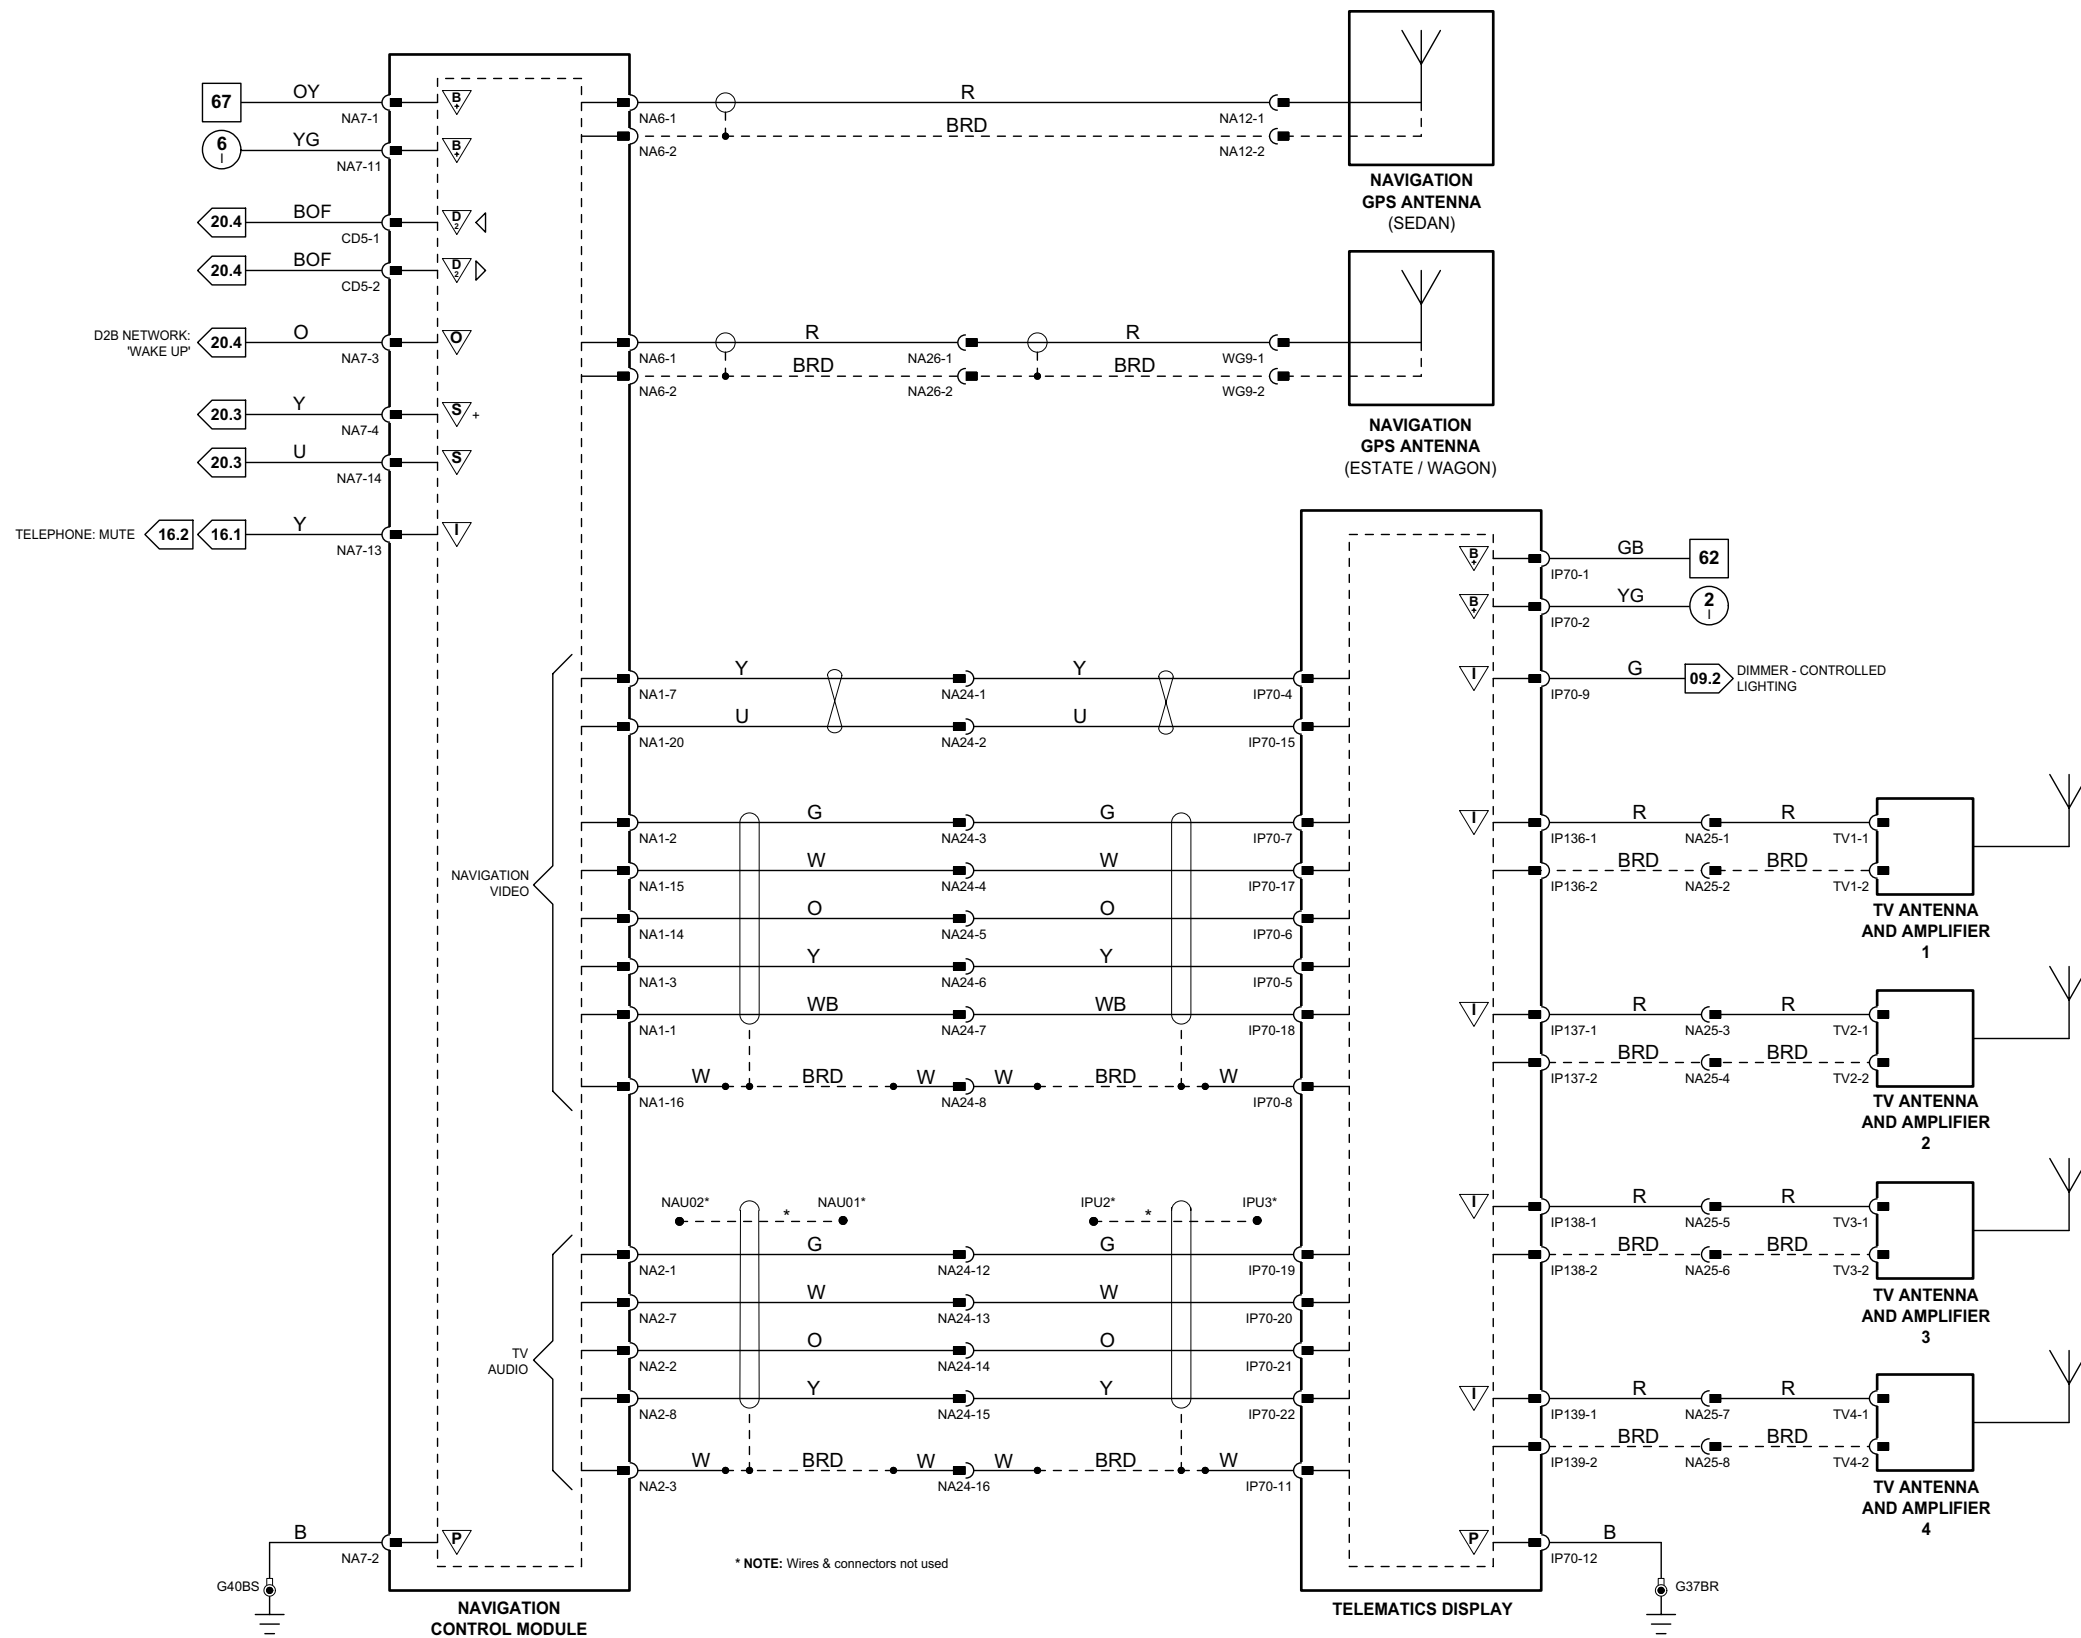 67
OY
NA7-1
B
+
6
I
YG
NA7-11
B
+
20.4
BOF
CD5-1
D
2
20.4
BOF
CD5-2
D
2
D2B NETWORK:
'WAKE UP'
20.4
O
NA7-3
O
20.3
Y
NA7-4
S
+
20.3
U
NA7-14
S
TELEPHONE: MUTE
16.2
16.1
Y
NA7-13
I
NA6-1
R
NA12-1
NA6-2
BRD
NA12-2
NAVIGATION
GPS ANTENNA
(SEDAN)
NA6-1
R
NA26-1
R
WG9-1
NA6-2
BRD
NA26-2
BRD
WG9-2
NAVIGATION
GPS ANTENNA
(ESTATE / WAGON)
B
+
IP70-1
GB
62
B
+
IP70-2
YG
2
I
I
IP70-9
G
09.2
DIMMER - CONTROLLED
LIGHTING
NAVIGATION
VIDEO
NA1-7
Y
NA24-1
Y
IP70-4
NA1-20
U
NA24-2
U
IP70-15
NA1-2
G
NA24-3
G
IP70-7
NA1-15
W
NA24-4
W
IP70-17
NA1-14
O
NA24-5
O
IP70-6
NA1-3
Y
NA24-6
Y
IP70-5
NA1-1
WB
NA24-7
WB
IP70-18
NA1-16
W
BRD
W
NA24-8
W
BRD
W
IP70-8
I
IP136-1
R
NA25-1
R
TV1-1
IP136-2
BRD
NA25-2
BRD
TV1-2
TV ANTENNA
AND AMPLIFIER
1
I
IP137-1
R
NA25-3
R
TV2-1
IP137-2
BRD
NA25-4
BRD
TV2-2
TV ANTENNA
AND AMPLIFIER
2
NAU02*
*
NAU01*
IPU2*
*
IPU3*
TV
AUDIO
NA2-1
G
NA24-12
G
IP70-19
NA2-7
W
NA24-13
W
IP70-20
NA2-2
O
NA24-14
O
IP70-21
NA2-8
Y
NA24-15
Y
IP70-22
NA2-3
W
BRD
W
NA24-16
W
BRD
W
IP70-11
I
IP138-1
R
NA25-5
R
TV3-1
IP138-2
BRD
NA25-6
BRD
TV3-2
TV ANTENNA
AND AMPLIFIER
3
I
IP139-1
R
NA25-7
R
TV4-1
IP139-2
BRD
NA25-8
BRD
TV4-2
TV ANTENNA
AND AMPLIFIER
4
B
NA7-2
P
G40BS
* NOTE: Wires & connectors not used
P
IP70-12
B
G37BR
NAVIGATION
CONTROL MODULE
TELEMATICS DISPLAY